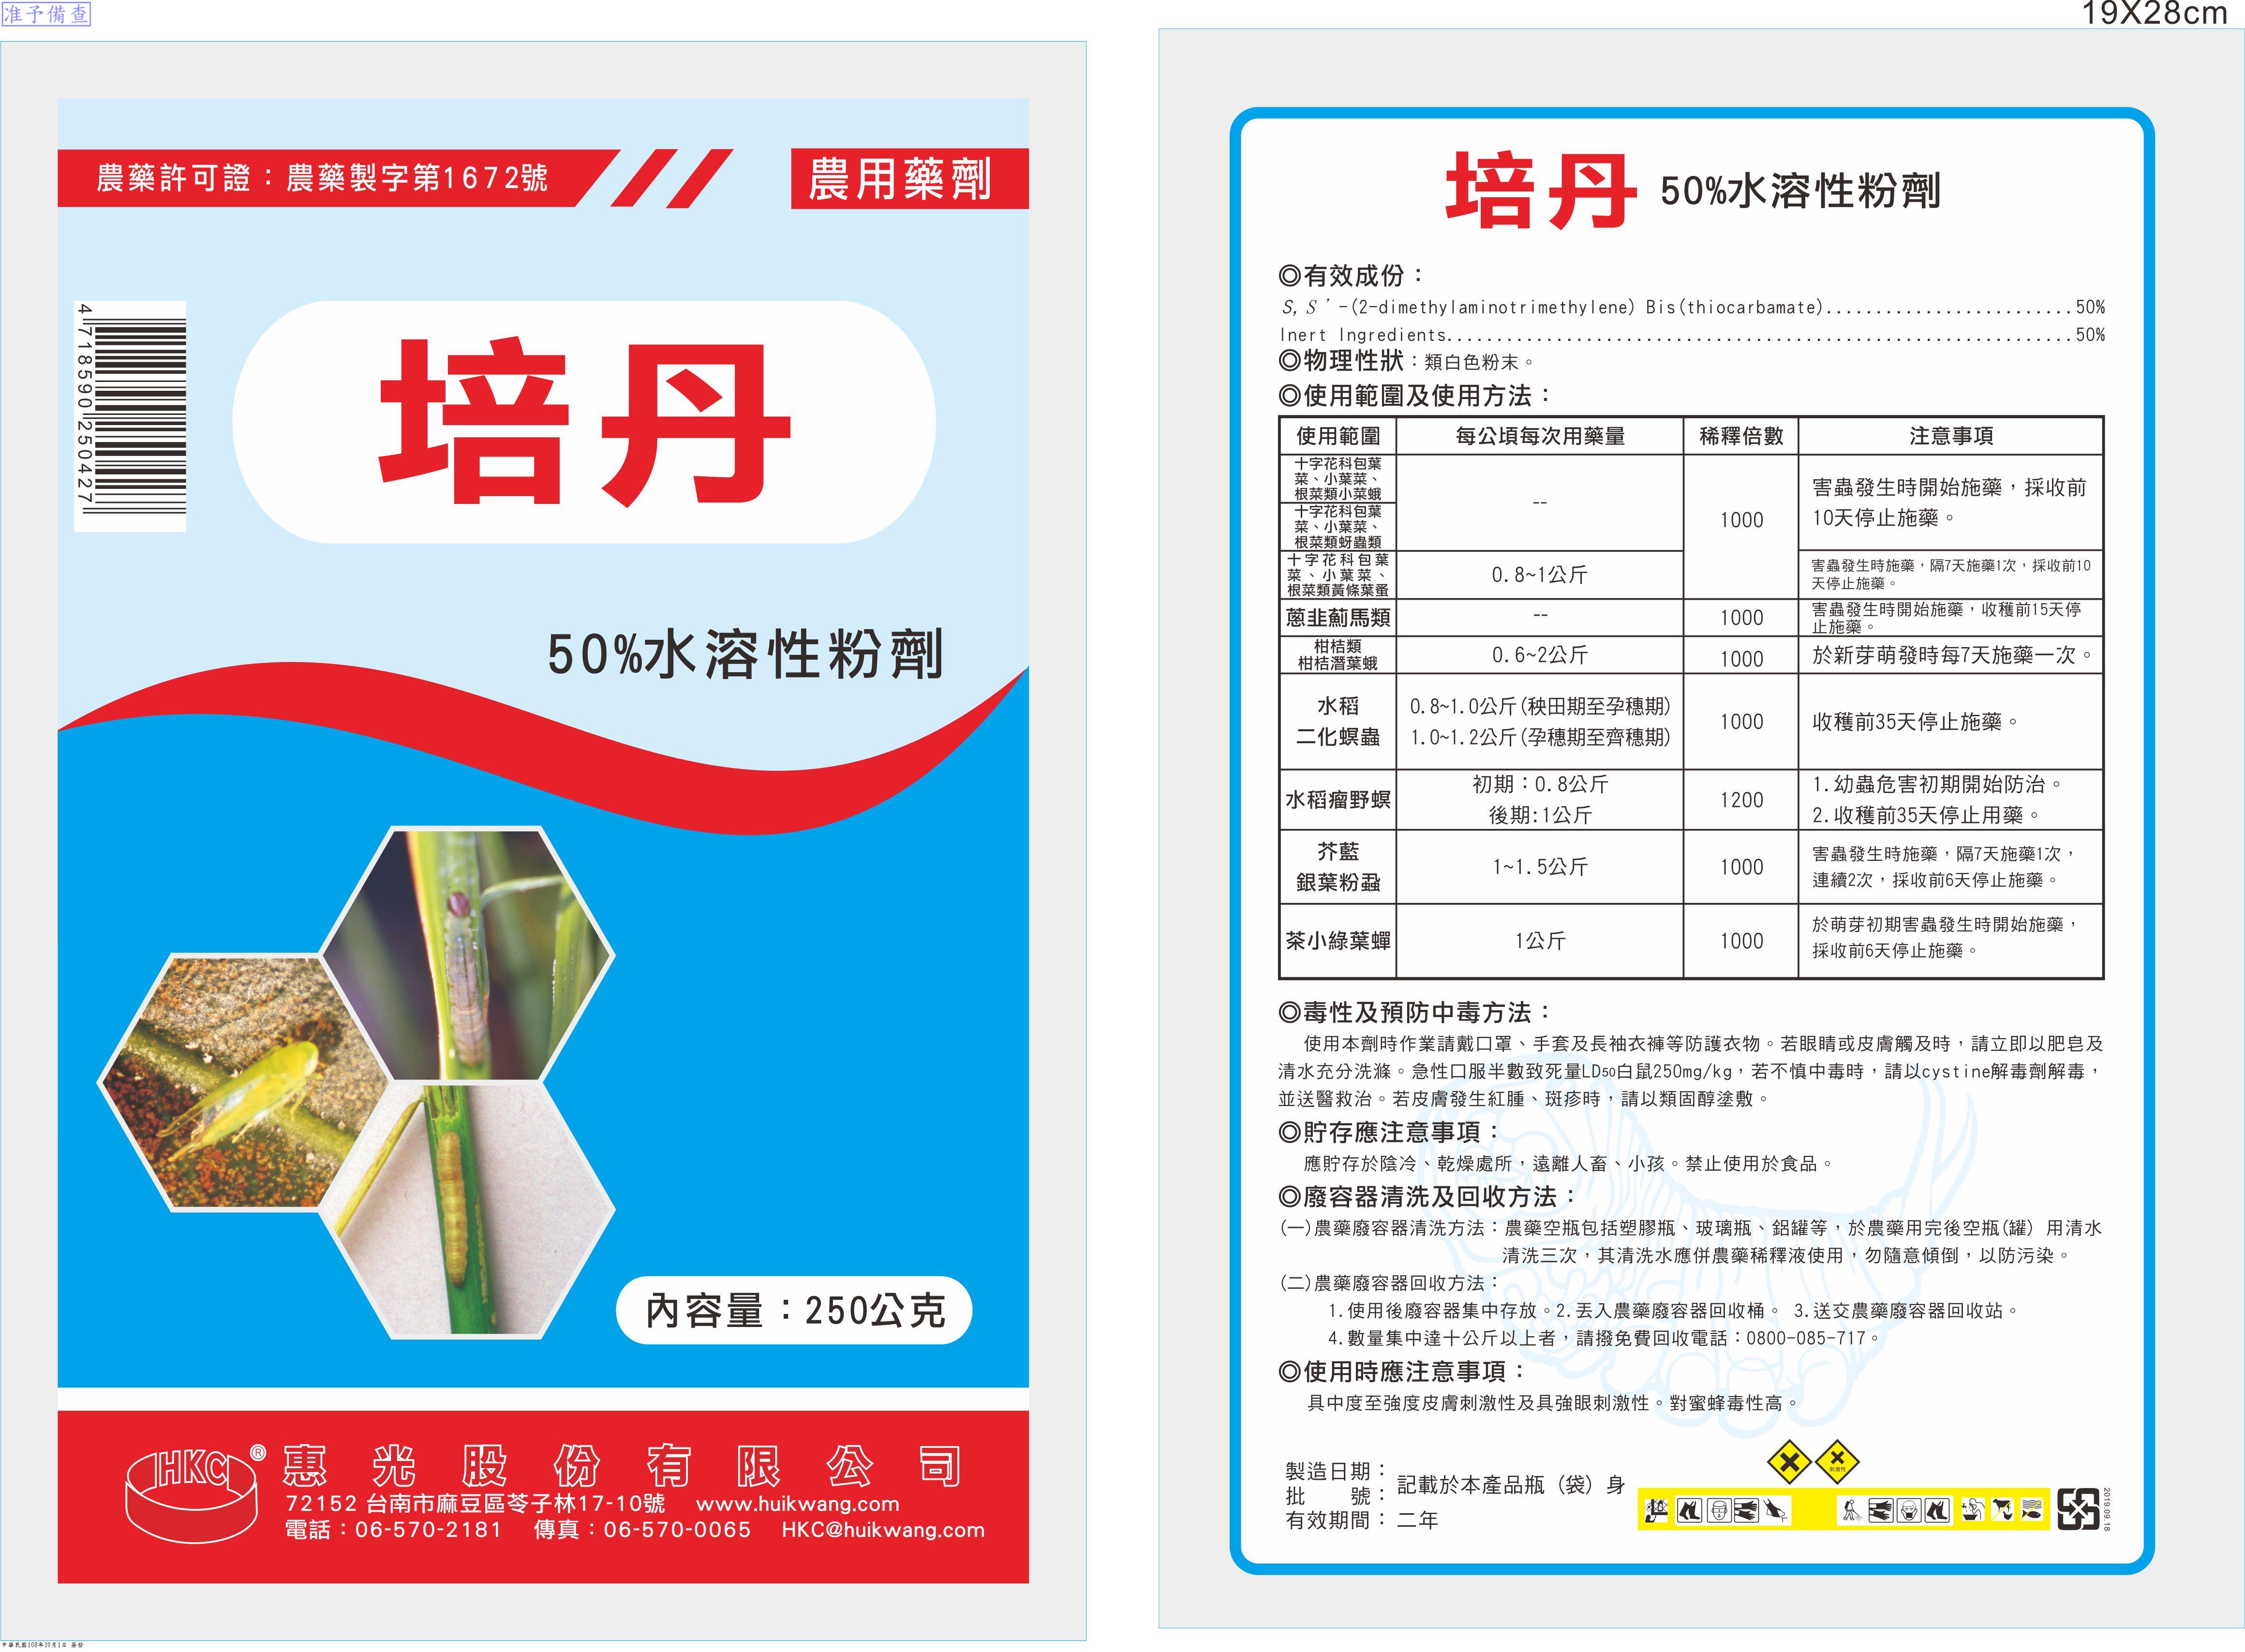 准予備查
19X28cm
農藥許可證：農藥製字第1672號
農用藥劑
4 718590 250427
培丹
50%水溶性粉劑
內容量：250公克
HKC ®
惠光股份有限公司
72152 台南市麻豆區苓子林17-10號 www.huikwang.com
電話：06-570-2181 傳真：06-570-0065 HKC@huikwang.com
中華民國108年10月1日 簽發
培丹 50%水溶性粉劑
◎有效成份：
S, S＇-(2-dimethylaminotrimethylene) Bis(thiocarbamate)........................50%
Inert Ingredients..............................................................50%
◎物理性狀：類白色粉末。
◎使用範圍及使用方法：
使用範圍 每公頃每次用藥量 稀釋倍數 注意事項
十字花科包葉
菜、小葉菜、
根菜類小菜蛾
十字花科包葉
菜、小葉菜、
根菜類蚜蟲類
--
1000
害蟲發生時開始施藥，採收前
10天停止施藥。
十字花科包葉
菜、小葉菜、
根菜類黃條葉蚤
0.8~1公斤
害蟲發生時施藥，隔7天施藥1次，採收前10
天停止施藥。
蔥韭薊馬類 -- 1000
害蟲發生時開始施藥，收穫前15天停
止施藥。
柑桔類
柑桔潛葉蛾
0.6~2公斤 1000 於新芽萌發時每7天施藥一次。
水稻
二化螟蟲
0.8~1.0公斤(秧田期至孕穗期)
1.0~1.2公斤(孕穗期至齊穗期)
1000 收穫前35天停止施藥。
水稻瘤野螟
初期：0.8公斤
後期:1公斤
1200
1.幼蟲危害初期開始防治。
2.收穫前35天停止用藥。
芥藍
銀葉粉蝨
1~1.5公斤 1000
害蟲發生時施藥，隔7天施藥1次，
連續2次，採收前6天停止施藥。
茶小綠葉蟬 1公斤 1000
於萌芽初期害蟲發生時開始施藥，
採收前6天停止施藥。
◎毒性及預防中毒方法：
使用本劑時作業請戴口罩、手套及長袖衣褲等防護衣物。若眼睛或皮膚觸及時，請立即以肥皂及
清水充分洗滌。急性口服半數致死量LD50白鼠250mg/kg，若不慎中毒時，請以cystine解毒劑解毒，
並送醫救治。若皮膚發生紅腫、斑疹時，請以類固醇塗敷。
◎貯存應注意事項：
應貯存於陰冷、乾燥處所，遠離人畜、小孩。禁止使用於食品。
◎廢容器清洗及回收方法：
(一)農藥廢容器清洗方法：農藥空瓶包括塑膠瓶、玻璃瓶、鋁罐等，於農藥用完後空瓶(罐) 用清水
清洗三次，其清洗水應併農藥稀釋液使用，勿隨意傾倒，以防污染。
(二)農藥廢容器回收方法：
1.使用後廢容器集中存放。2.丟入農藥廢容器回收桶。 3.送交農藥廢容器回收站。
4.數量集中達十公斤以上者，請撥免費回收電話：0800-085-717。
◎使用時應注意事項：
具中度至強度皮膚刺激性及具強眼刺激性。對蜜蜂毒性高。
製造日期：
批　　號：
記載於本產品瓶（袋）身
有效期間：二年
刺激性
2019.09.18